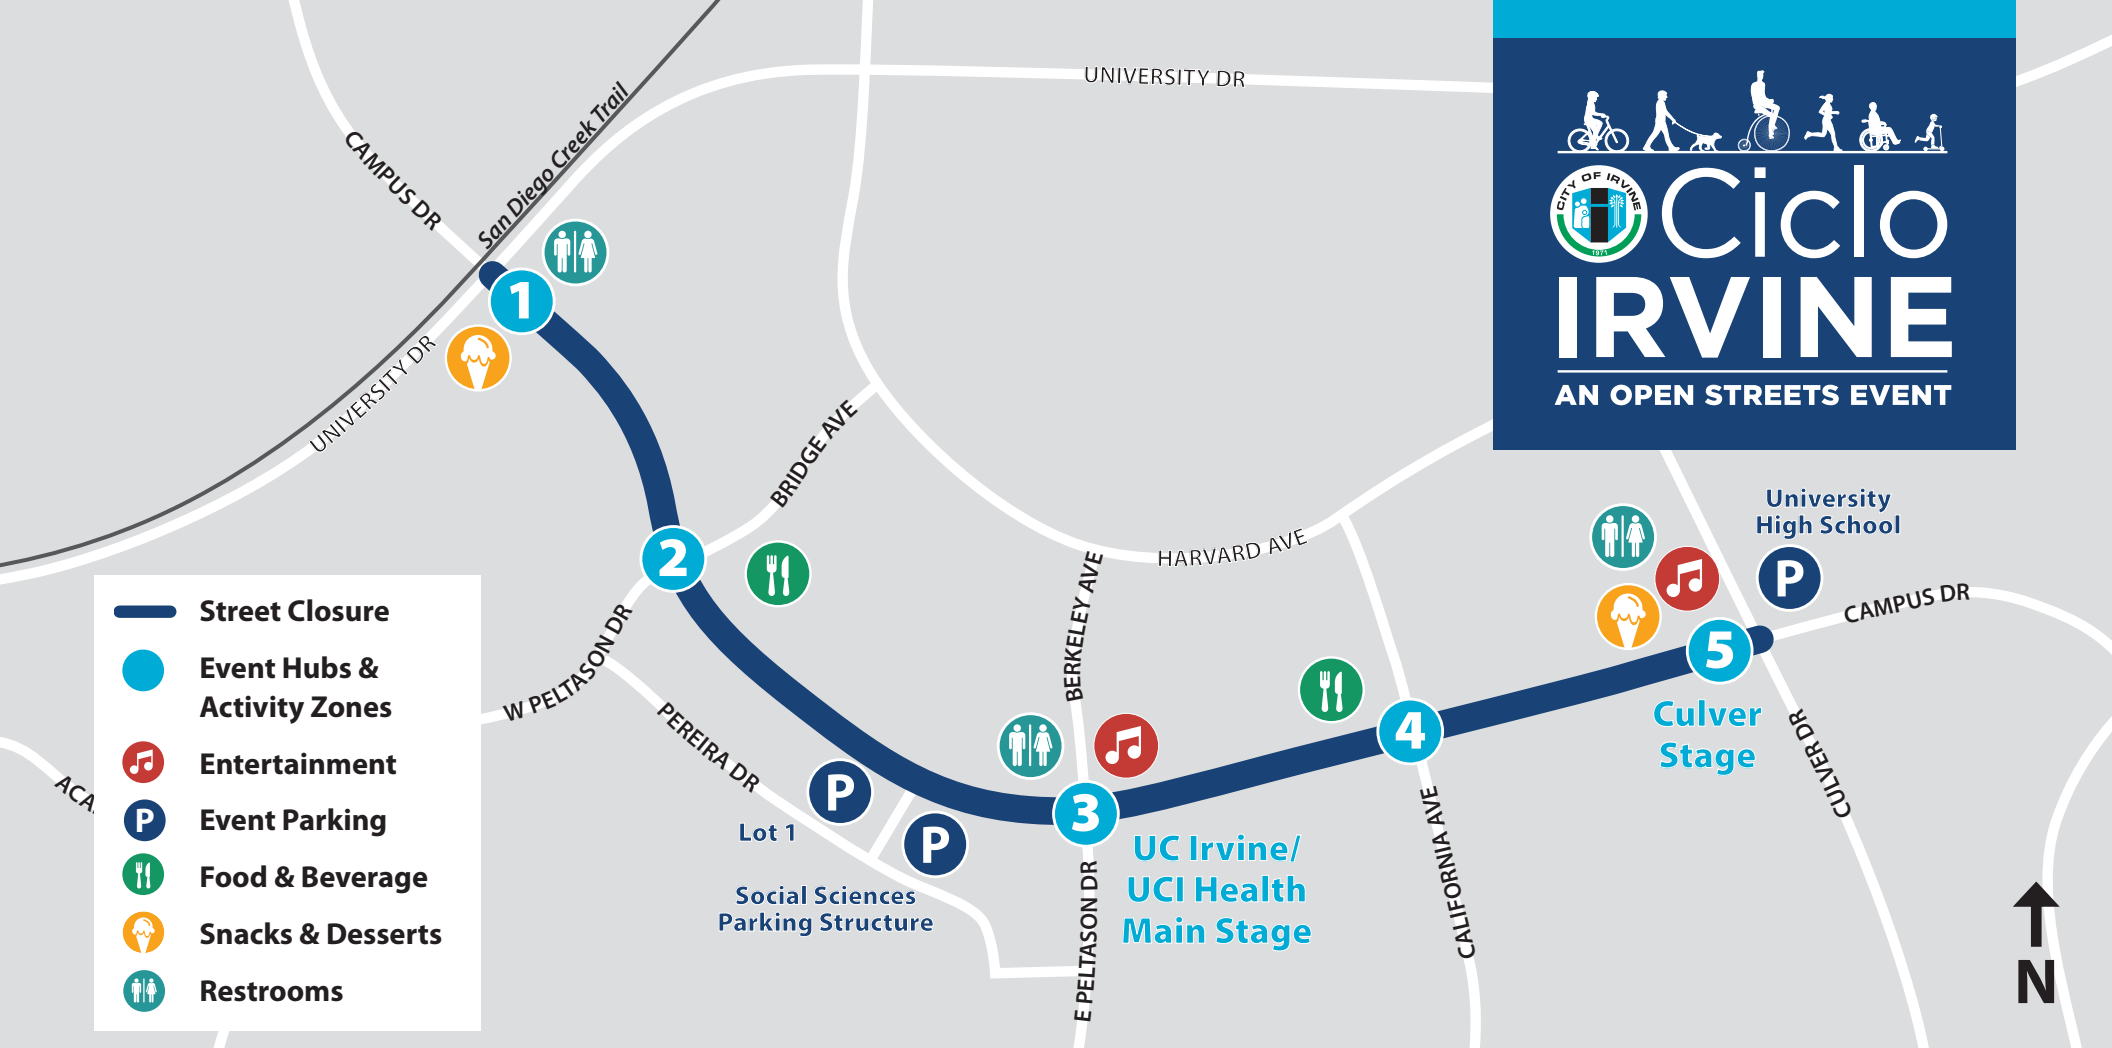 UNIVERSITY DR
CAMPUS DR
San Diego Creek Trail
CITY OF IRVINE
1971
Ciclo
IRVINE
AN OPEN STREETS EVENT
1
UNIVERSITY DR
BRIDGE AVE
2
HARVARD AVE
BERKELEY AVE
University
High School
P
CAMPUS DR
5
Culver
Stage
CULVER DR
W PELTASON DR
PEREIRA DR
4
CALIFORNIA AVE
P
Lot 1
P
Social Sciences
Parking Structure
3
UC Irvine/
UCI Health
Main Stage
E PELTASON DR
ACA
Street Closure
Event Hubs &
Activity Zones
Entertainment
P Event Parking
Food & Beverage
Snacks & Desserts
Restrooms
N